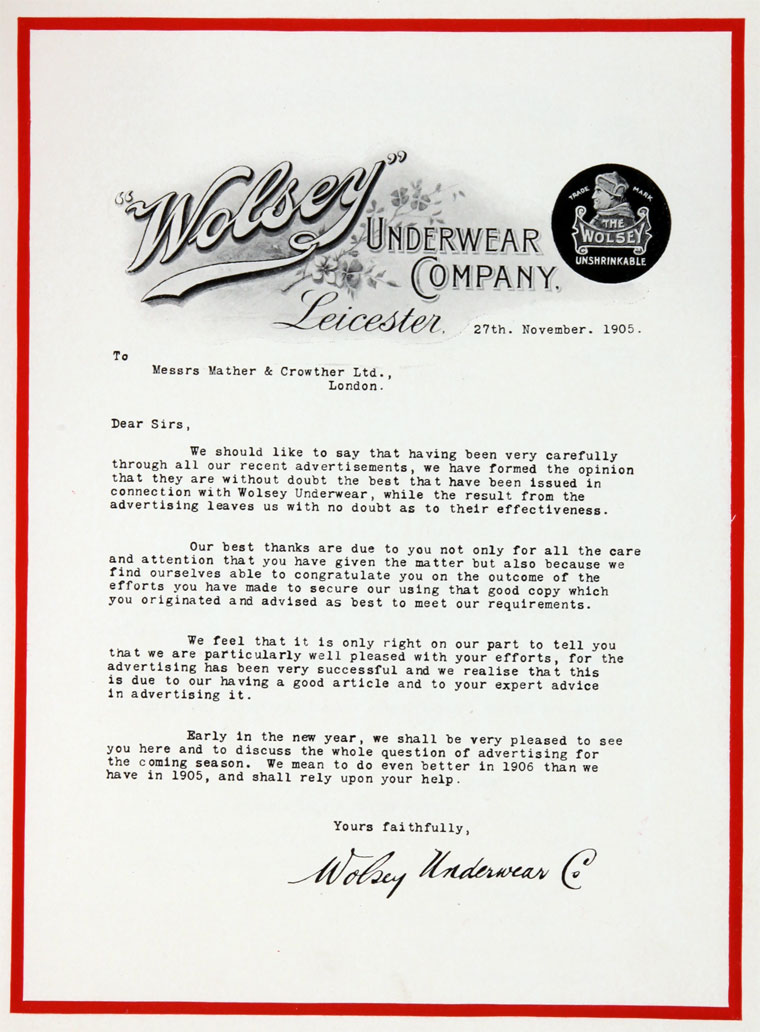 "Wolsey"
UNDERWEAR
COMPANY.
Leicester.
TRADE MARK
THE
WOLSEY
UNSHRINKABLE
27th. November. 1905.
To
Messrs Mather & Crowther Ltd.,
London.
Dear Sirs,
We should like to say that having been very carefully
through all our recent advertisements, we have formed the opinion
that they are without doubt the best that have been issued in
connection with Wolsey Underwear, while the result from the
advertising leaves us with no doubt as to their effectiveness.
Our best thanks are due to you not only for all the care
and attention that you have given the matter but also because we
find ourselves able to congratulate you on the outcome of the
efforts you have made to secure our using that good copy which
you originated and advised as best to meet our requirements.
We feel that it is only right on our part to tell you
that we are particularly well pleased with your efforts, for the
advertising has been very successful and we realise that this
is due to our having a good article and to your expert advice
in advertising it.
Early in the new year, we shall be very pleased to see
you here and to discuss the whole question of advertising for
the coming season. We mean to do even better in 1906 than we
have in 1905, and shall rely upon your help.
Yours faithfully,
Wolsey Underwear Co